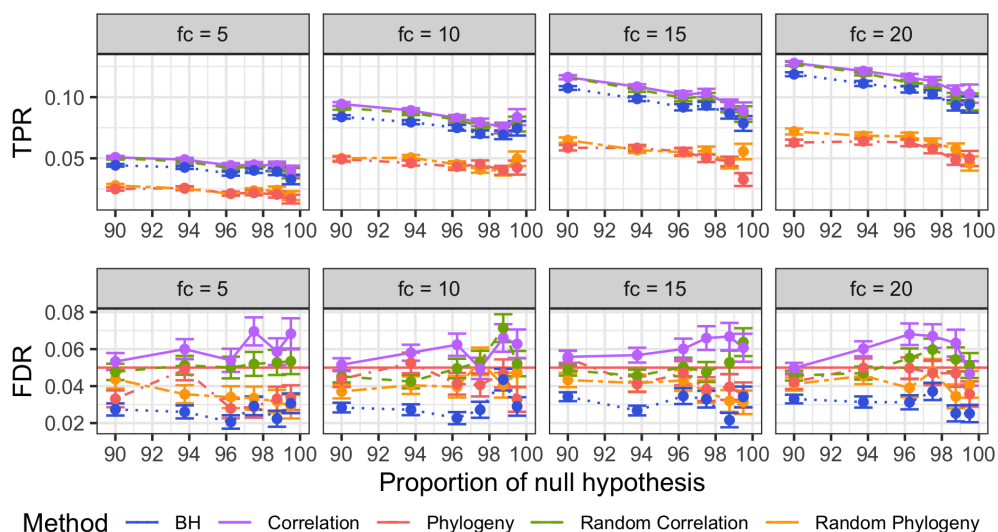 fc = 5 fc = 10 fc = 15 fc = 20
TPR
0.10
0.05
90 92 94 96 98 100 90 92 94 96 98 100 90 92 94 96 98 100 90 92 94 96 98 100
fc = 5 fc = 10 fc = 15 fc = 20
FDR
0.08
0.06
0.04
0.02
90 92 94 96 98 100 90 92 94 96 98 100 90 92 94 96 98 100 90 92 94 96 98 100
Proportion of null hypothesis
Method BH Correlation Phylogeny Random Correlation Random Phylogeny